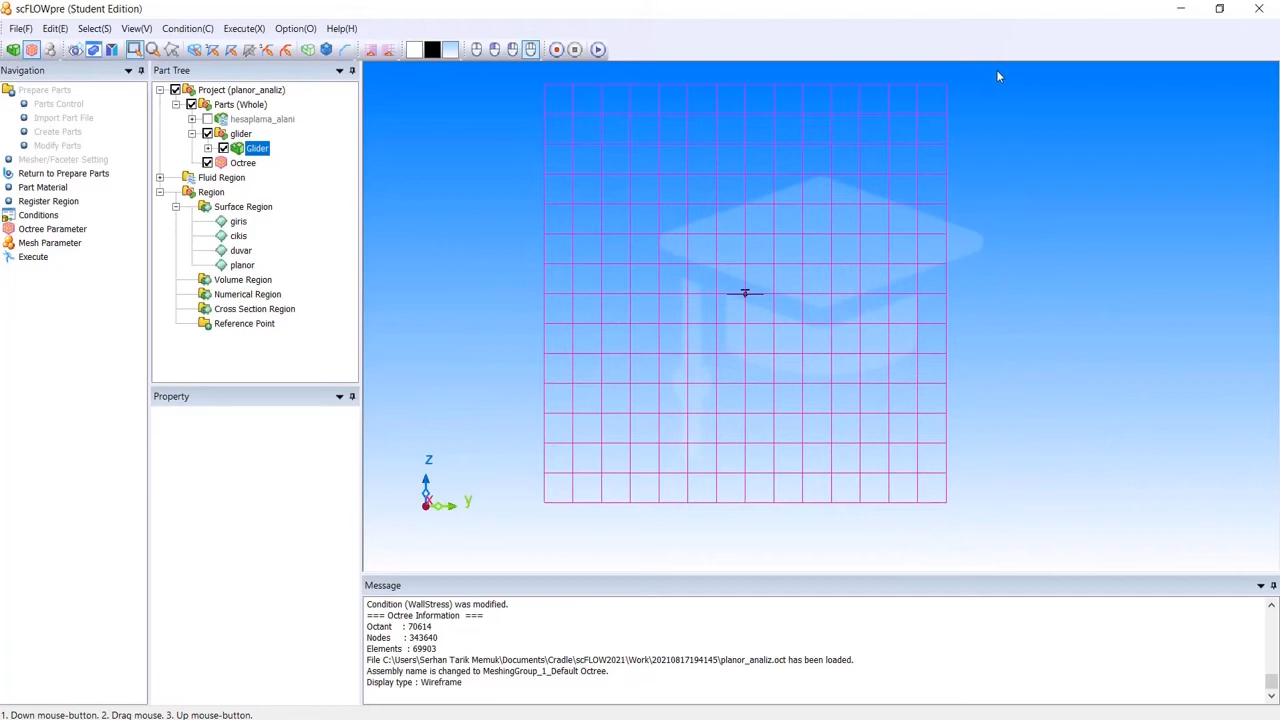 scFLOWpre (Student Edition)
File(F) Edit(E) Select(S) View(V) Condition(C) Execute(X) Option(O) Help(H)
Navigation
Prepare Parts
Parts Control
Import Part File
Create Parts
Modify Parts
Mesher/Faceter Setting
Return to Prepare Parts
Part Material
Register Region
Conditions
Octree Parameter
Mesh Parameter
Execute
Part Tree
Project (planor_analiz)
Parts (Whole)
hesaplama_alani
glider
Glider
Octree
Fluid Region
Region
Surface Region
giris
cikis
duvar
planor
Volume Region
Numerical Region
Cross Section Region
Reference Point
Property
z
x
y
Message
Condition (WallStress) was modified.
=== Octree Information ===
Octant : 70614
Nodes : 343640
Elements : 69903
File C:\Users\Serhan Tarik Memuk\Documents\Cradle\scFLOW2021\Work\20210817194145\planor_analiz.oct has been loaded.
Assembly name is changed to MeshingGroup_1_Default Octree.
Display type : Wireframe
1. Down mouse-button. 2. Drag mouse. 3. Up mouse-button.